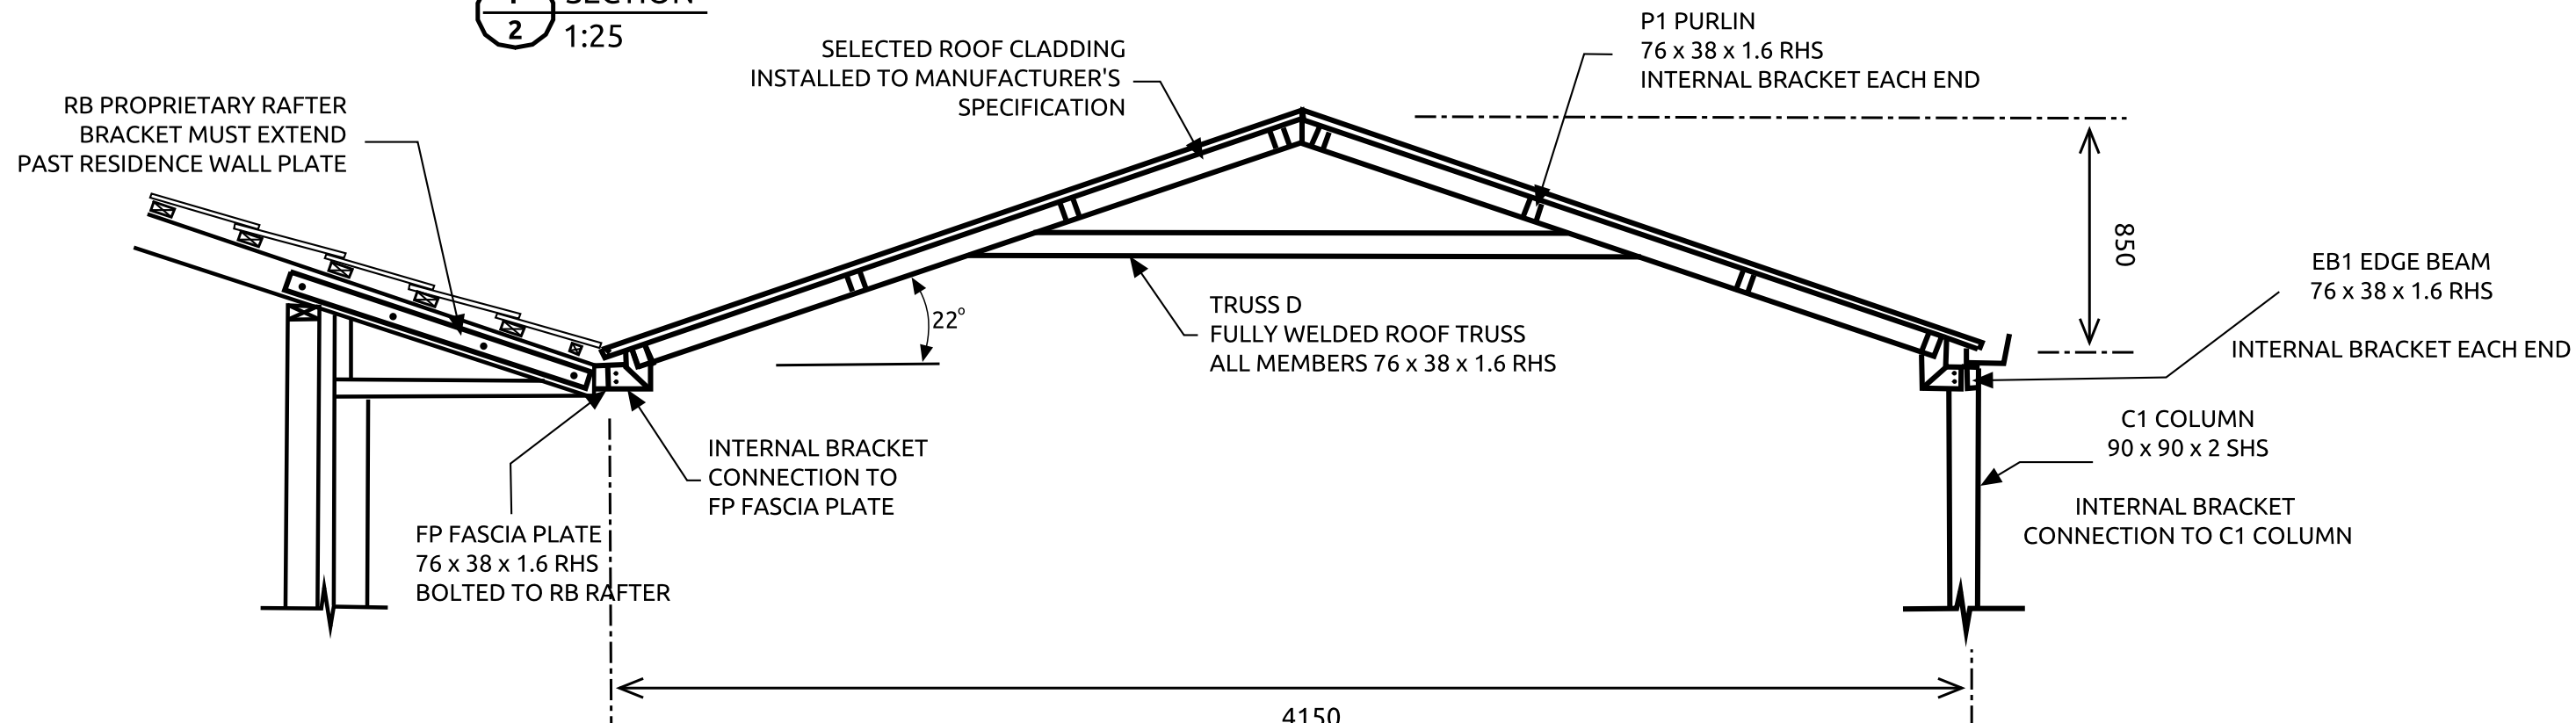 SECTION
2
1:25
SELECTED ROOF CLADDING
INSTALLED TO MANUFACTURER'S
SPECIFICATION
P1 PURLIN
76 x 38 x 1.6 RHS
INTERNAL BRACKET EACH END
RB PROPRIETARY RAFTER
BRACKET MUST EXTEND
PAST RESIDENCE WALL PLATE
850
EB1 EDGE BEAM
76 x 38 x 1.6 RHS
INTERNAL BRACKET EACH END
22°
TRUSS D
FULLY WELDED ROOF TRUSS
ALL MEMBERS 76 x 38 x 1.6 RHS
C1 COLUMN
90 x 90 x 2 SHS
INTERNAL BRACKET
CONNECTION TO C1 COLUMN
INTERNAL BRACKET
CONNECTION TO
FP FASCIA PLATE
FP FASCIA PLATE
76 x 38 x 1.6 RHS
BOLTED TO RB RAFTER
4150